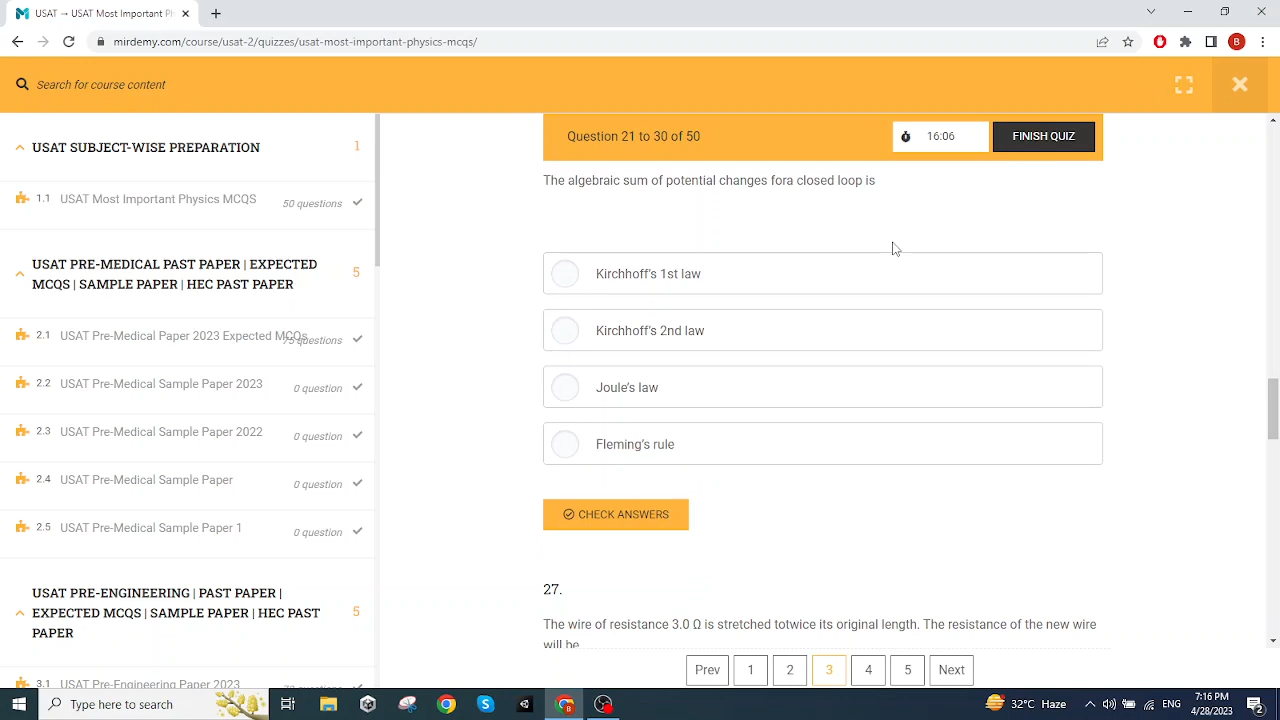 USAT → USAT Most Important Ph
mirdemy.com/course/usat-2/quizzes/usat-most-important-physics-mcqs/
B
Search for course content
USAT SUBJECT-WISE PREPARATION 1
1.1 USAT Most Important Physics MCQS 50 questions
USAT PRE-MEDICAL PAST PAPER | EXPECTED
MCQS | SAMPLE PAPER | HEC PAST PAPER 5
2.1 USAT Pre-Medical Paper 2023 Expected MCQs 75 questions
2.2 USAT Pre-Medical Sample Paper 2023 0 question
2.3 USAT Pre-Medical Sample Paper 2022 0 question
2.4 USAT Pre-Medical Sample Paper 0 question
2.5 USAT Pre-Medical Sample Paper 1 0 question
USAT PRE-ENGINEERING | PAST PAPER |
EXPECTED MCQS | SAMPLE PAPER | HEC PAST 5
PAPER
3.1 USAT Pre-Engineering Paper 2023
Question 21 to 30 of 50 16:06 FINISH QUIZ
The algebraic sum of potential changes fora closed loop is
Kirchhoff's 1st law
Kirchhoff's 2nd law
Joule's law
Fleming's rule
CHECK ANSWERS
27.
The wire of resistance 3.0 Ω is stretched totwice its original length. The resistance of the new wire
will be
Prev 1 2 3 4 5 Next
Type here to search
32°C Haze
ENG
7:16 PM
4/28/2023
2